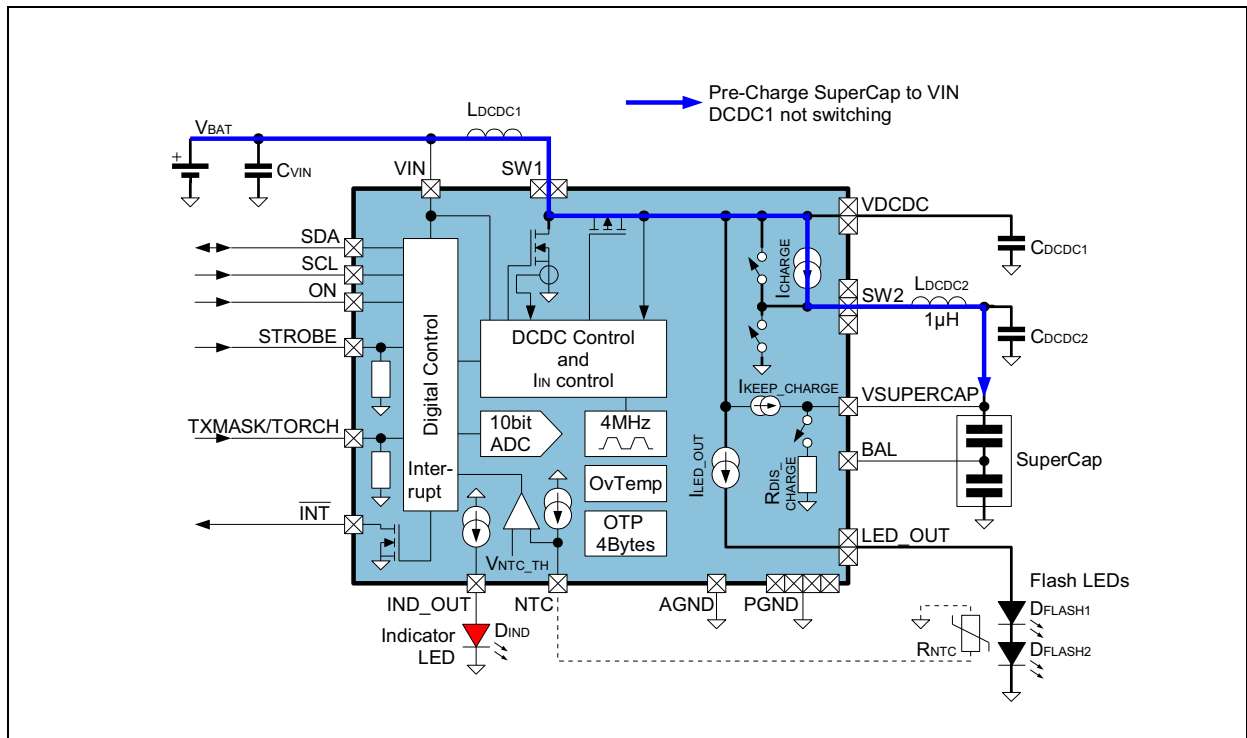 Pre-Charge SuperCap to VIN
DCDC1 not switching
LDCDC1
VBAT
+
CVIN
VIN
SW1
VDCDC
CDCDC1
SDA
SCL
ON
STROBE
TXMASK/TORCH
INT
Digital Control
Inter-
rupt
DCDC Control
and
IIN control
10bit
ADC
4MHz
OvTemp
OTP
4Bytes
VNTC_TH
ICHARGE
SW2
LDCDC2
1µH
CDCDC2
IKEEP_CHARGE
VSUPERCAP
ILED_OUT
RDIS_
CHARGE
BAL
SuperCap
LED_OUT
IND_OUT
NTC
AGND
PGND
Flash LEDs
DFLASH1
DFLASH2
RNTC
Indicator
LED
DIND